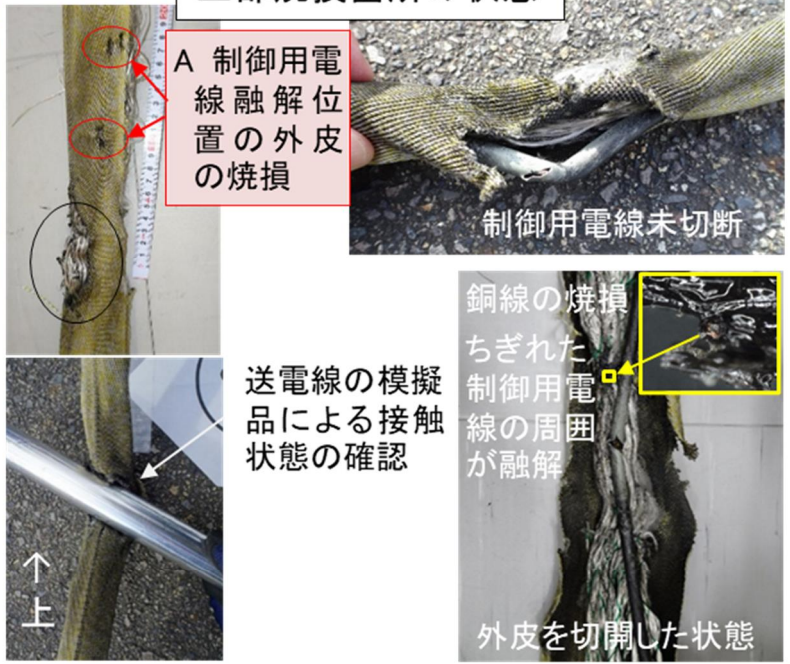 A 制御用電
線融解位
置の外皮
の焼損
制御用電線未切断
銅線の焼損
ちぎれた
制御用電
線の周囲
が融解
送電線の模擬
品による接触
状態の確認
↑
上
外皮を切開した状態